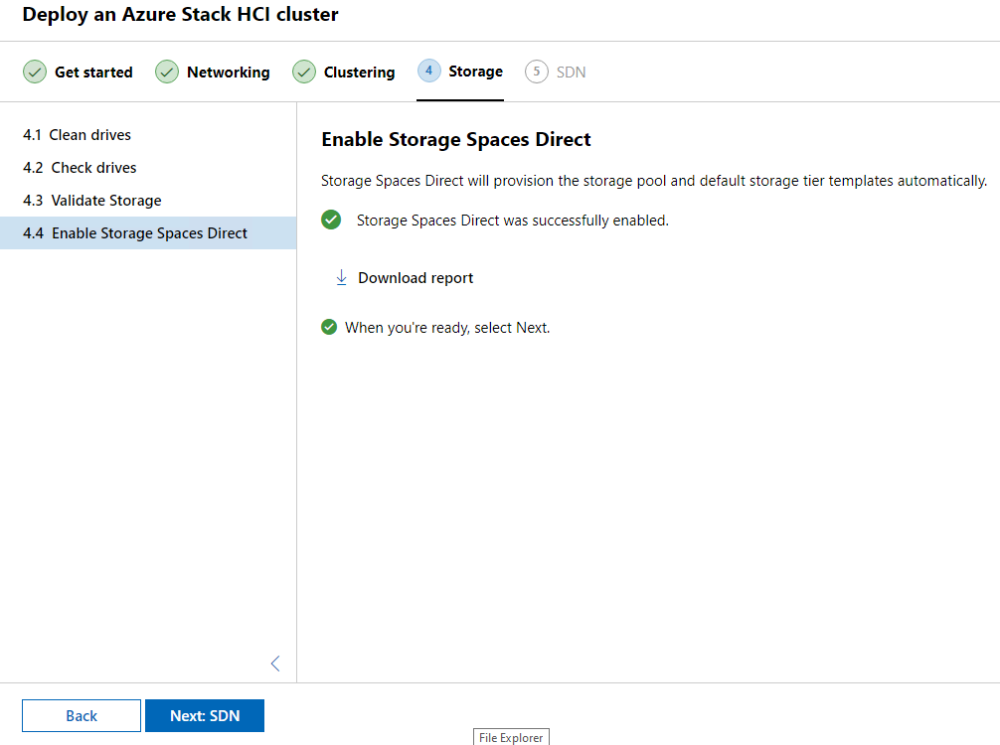 Deploy an Azure Stack HCI cluster
Get started Networking Clustering 4 Storage 5 SDN
4.1 Clean drives
4.2 Check drives
4.3 Validate Storage
4.4 Enable Storage Spaces Direct
Enable Storage Spaces Direct
Storage Spaces Direct will provision the storage pool and default storage tier templates automatically.
Storage Spaces Direct was successfully enabled.
Download report
When you're ready, select Next.
Back Next: SDN
File Explorer